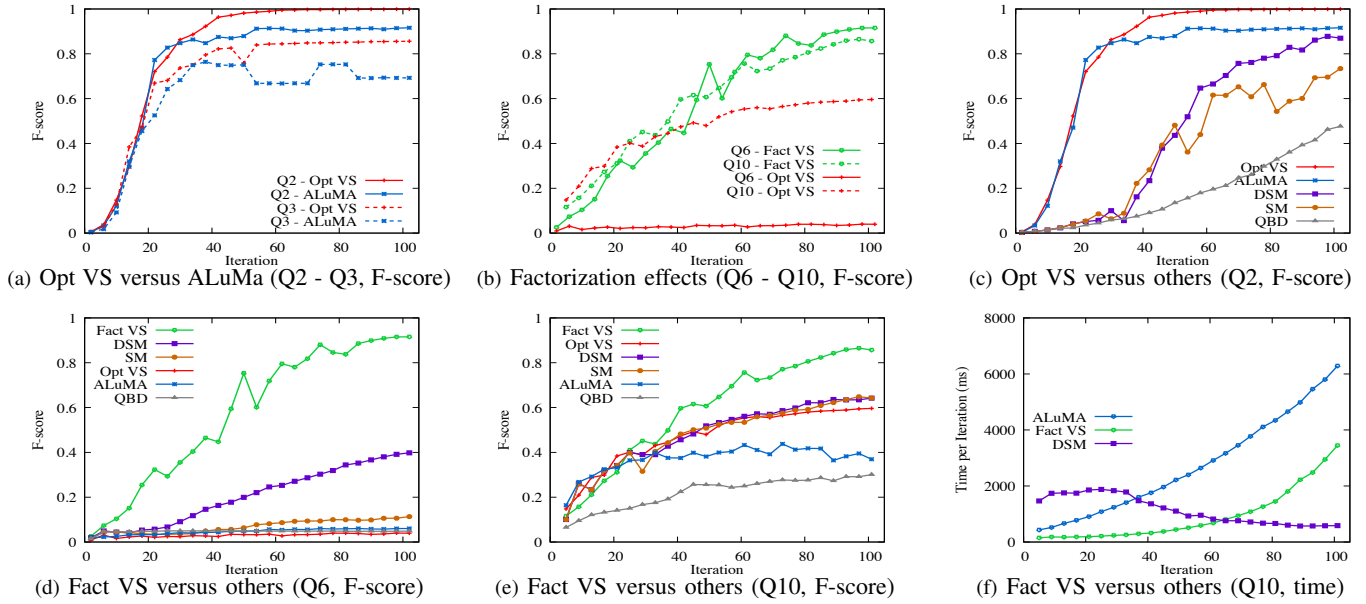 1
0.8
0.6
0.4
0.2
0
F-score
0 20 40 60 80 100
Iteration
Q2 - Opt VS
Q2 - ALuMA
Q3 - Opt VS
Q3 - ALuMA
(a) Opt VS versus ALuMa (Q2 - Q3, F-score)
1
0.8
0.6
0.4
0.2
0
F-score
0 20 40 60 80 100
Iteration
Q6 - Fact VS
Q10 - Fact VS
Q6 - Opt VS
Q10 - Opt VS
(b) Factorization effects (Q6 - Q10, F-score)
1
0.8
0.6
0.4
0.2
0
F-score
0 20 40 60 80 100
Iteration
Opt VS
ALuMA
DSM
SM
QBD
(c) Opt VS versus others (Q2, F-score)
1
0.8
0.6
0.4
0.2
0
F-score
0 20 40 60 80 100
Iteration
Fact VS
DSM
SM
Opt VS
ALuMA
QBD
(d) Fact VS versus others (Q6, F-score)
1
0.8
0.6
0.4
0.2
0
F-score
0 20 40 60 80 100
Iteration
Fact VS
Opt VS
DSM
SM
ALuMA
QBD
(e) Fact VS versus others (Q10, F-score)
8000
6000
4000
2000
0
Time per Iteration (ms)
0 20 40 60 80 100
Iteration
ALuMA
Fact VS
DSM
(f) Fact VS versus others (Q10, time)